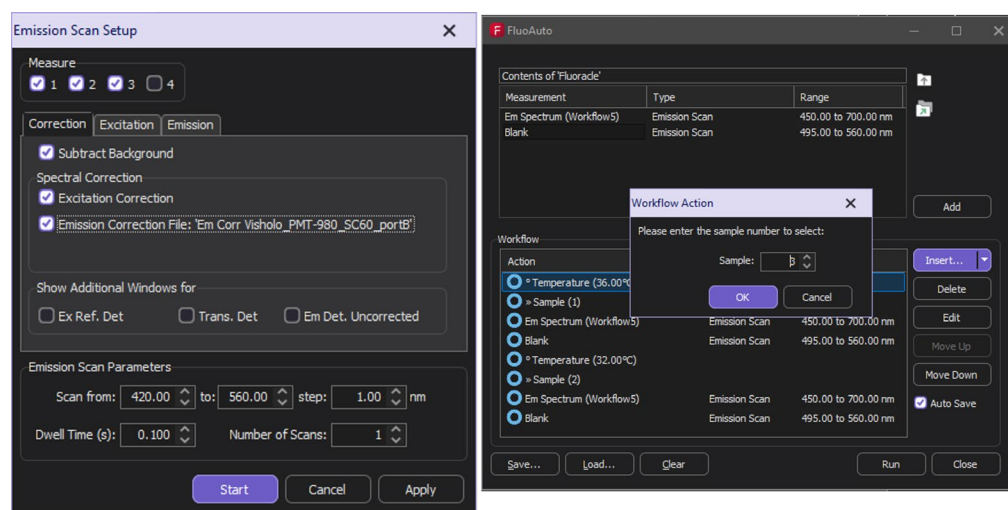 Emission Scan Setup
Measure
1 2 3 4
Correction Excitation Emission
Subtract Background
Spectral Correction
Excitation Correction
Emission Correction File: 'Em Corr Visholo_PMT-980_SC60_portB'
Show Additional Windows for
Ex Ref. Det Trans. Det Em Det. Uncorrected
Emission Scan Parameters
Scan from: 420.00 to: 560.00 step: 1.00 nm
Dwell Time (s): 0.100 Number of Scans: 1
Start Cancel Apply
F FluoAuto
Contents of 'Fluorade'
Measurement Type Range
Em Spectrum (Workflow5) Emission Scan 450.00 to 700.00 nm
Blank Emission Scan 495.00 to 560.00 nm
Add
Workflow Action
Please enter the sample number to select:
Sample: 3
OK Cancel
Workflow
Action
° Temperature (36.00°C
» Sample (1)
Em Spectrum (Workflow5) Emission Scan 450.00 to 700.00 nm
Blank Emission Scan 495.00 to 560.00 nm
° Temperature (32.00°C)
» Sample (2)
Em Spectrum (Workflow5) Emission Scan 450.00 to 700.00 nm
Blank Emission Scan 495.00 to 560.00 nm
Insert...
Delete
Edit
Move Up
Move Down
Auto Save
Save... Load... Clear Run Close